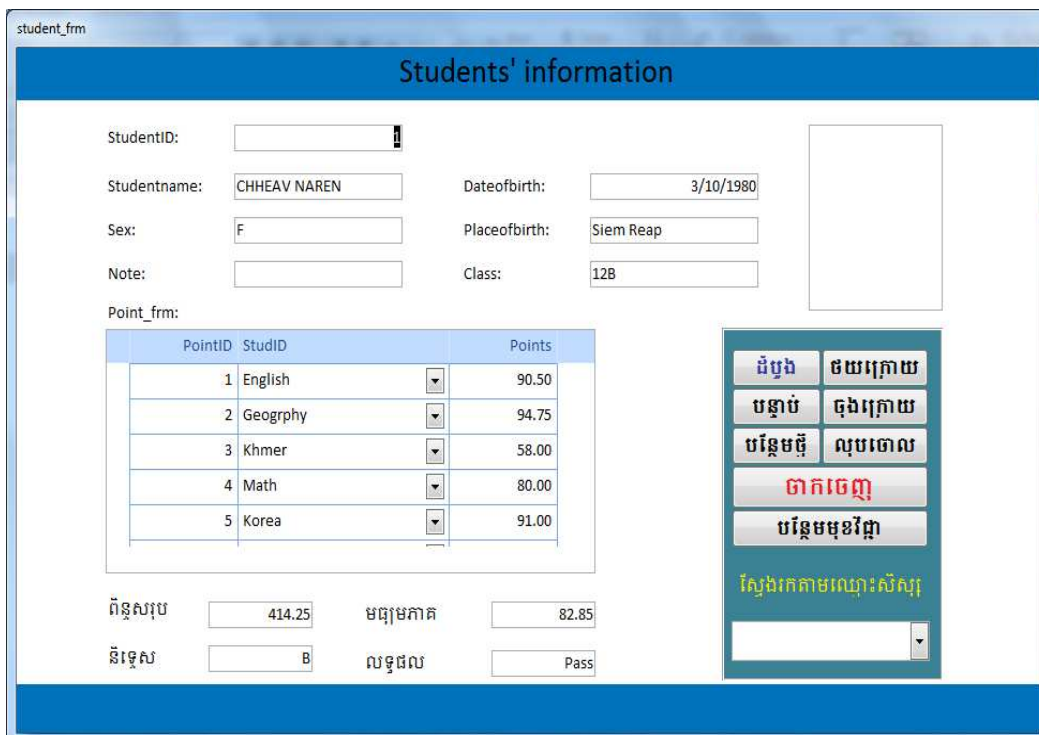 student_frm
Students' information
StudentID: 1
Studentname: CHHEAV NAREN Dateofbirth: 3/10/1980
Sex: F Placeofbirth: Siem Reap
Note: Class: 12B
Point_frm:
PointID StudID Points
1 English 90.50
2 Geogrphy 94.75
3 Khmer 58.00
4 Math 80.00
5 Korea 91.00
ដំបូង ថយក្រោយ
បន្ទាប់ ចុងក្រោយ
បន្ថែមថ្មី លុបចោល
ចាកចេញ
បន្ថែមមុខវិជ្ជា
ស្វែងរកតាមឈ្មោះសិស្ស
ពិន្ទុសរុប 414.25 មធ្យមភាគ 82.85
និទ្ទេស B លទ្ធផល Pass